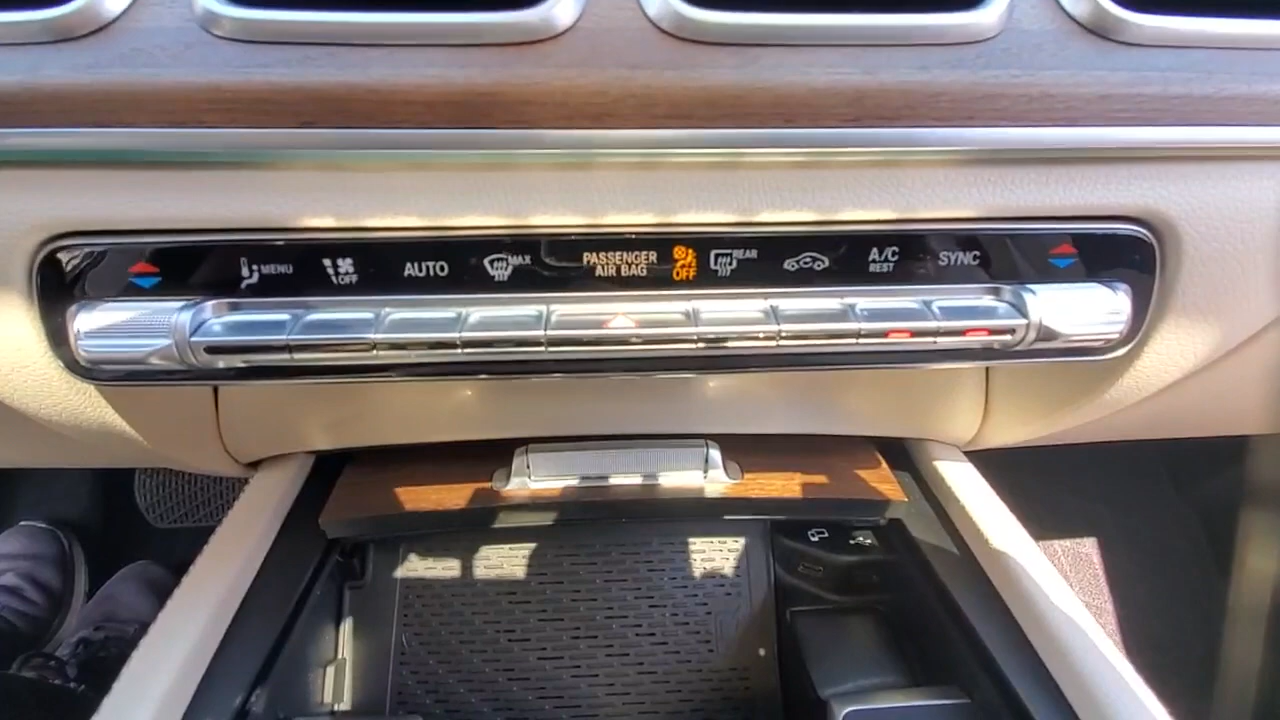 MENU
OFF
AUTO
MAX
PASSENGER
AIR BAG
OFF
REAR
A/C
REST
SYNC